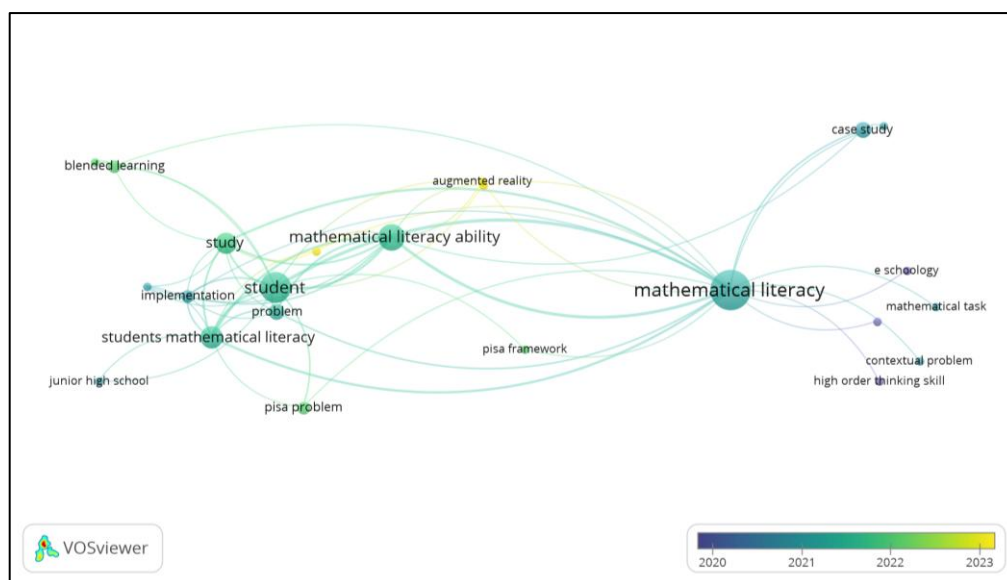 case study
blended learning
augmented reality
study
mathematical literacy ability
e schoology
student
mathematical literacy
implementation
mathematical task
problem
students mathematical literacy
pisa framework
contextual problem
junior high school
high order thinking skill
pisa problem
VOSviewer
2020 2021 2022 2023